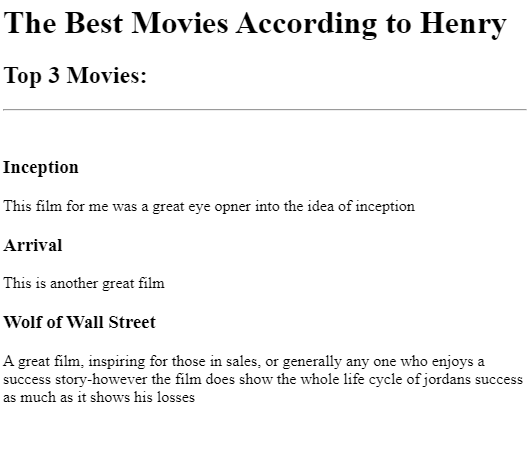 The Best Movies According to Henry
Top 3 Movies:
Inception
This film for me was a great eye opner into the idea of inception
Arrival
This is another great film
Wolf of Wall Street
A great film, inspiring for those in sales, or generally any one who enjoys a
success story-however the film does show the whole life cycle of jordans success
as much as it shows his losses